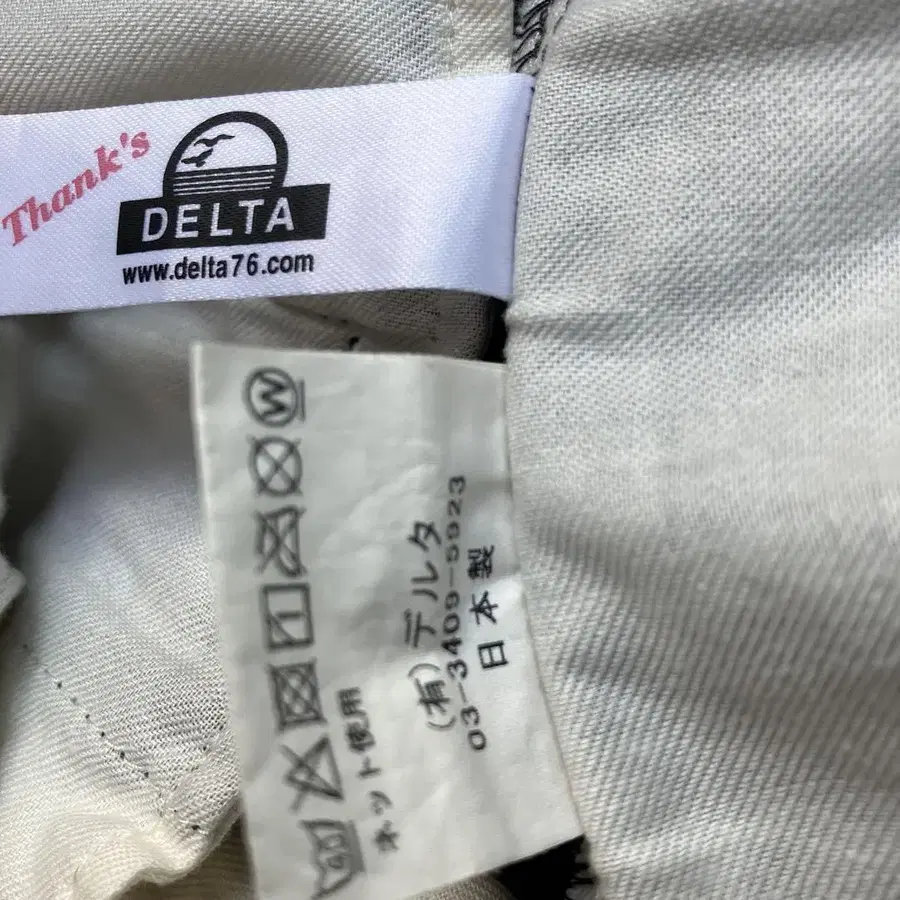 Thank's
DELTA
www.delta76.com
W
40
ネット使用
(有)デルタ
03-3409-5923
日本製